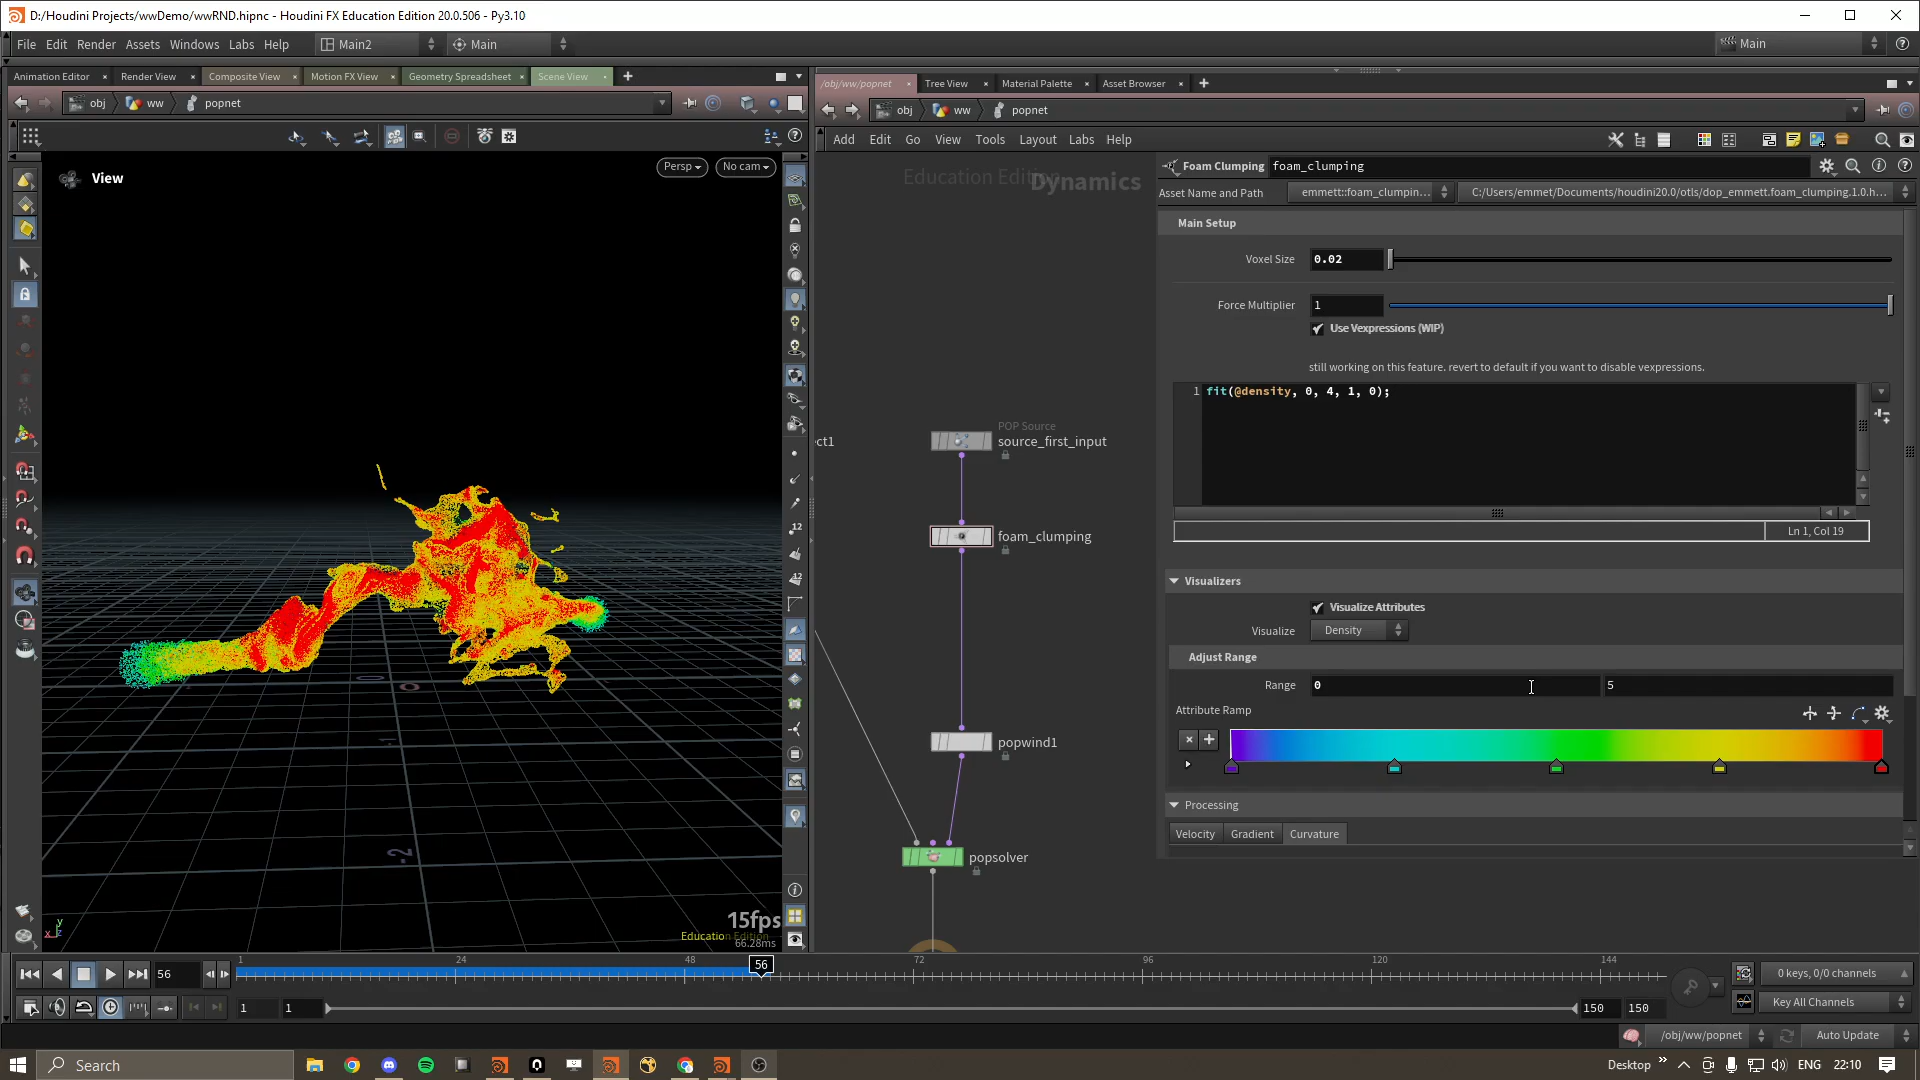 D:/Houdini Projects/wwDemo/wwRND.hipnc - Houdini FX Education Edition 20.0.506 - Py3.10
File Edit Render Assets Windows Labs Help Main2 Main Main
Animation Editor Render View Composite View Motion FX View Geometry Spreadsheet Scene View
/obj/ww/popnet Tree View Material Palette Asset Browser
obj ww popnet
obj ww popnet
Add Edit Go View Tools Layout Labs Help
View
Persp No cam
Education Edition
Dynamics
Foam Clumping foam_clumping
Asset Name and Path emmett::foam_clumpin... C:/Users/emmet/Documents/houdini20.0/otls/dop_emmett.foam_clumping.1.0.h...
Main Setup
Voxel Size 0.02
Force Multiplier 1
Use Vexpressions (WIP)
still working on this feature. revert to default if you want to disable vexpressions.
1 fit(@density, 0, 4, 1, 0);
Ln 1, Col 19
ect1
POP Source
source_first_input
foam_clumping
popwind1
popsolver
Visualizers
Visualize Attributes
Visualize Density
Adjust Range
Range 0 5
Attribute Ramp
Processing
Velocity Gradient Curvature
0
0
-1
-2
12
12
y
x z
15fps
Education Edition
66.28ms
56
1 24 48 56 72 96 120 144
1 1 150 150
0 keys, 0/0 channels
Key All Channels
/obj/ww/popnet Auto Update
Search
Desktop ENG 22:10